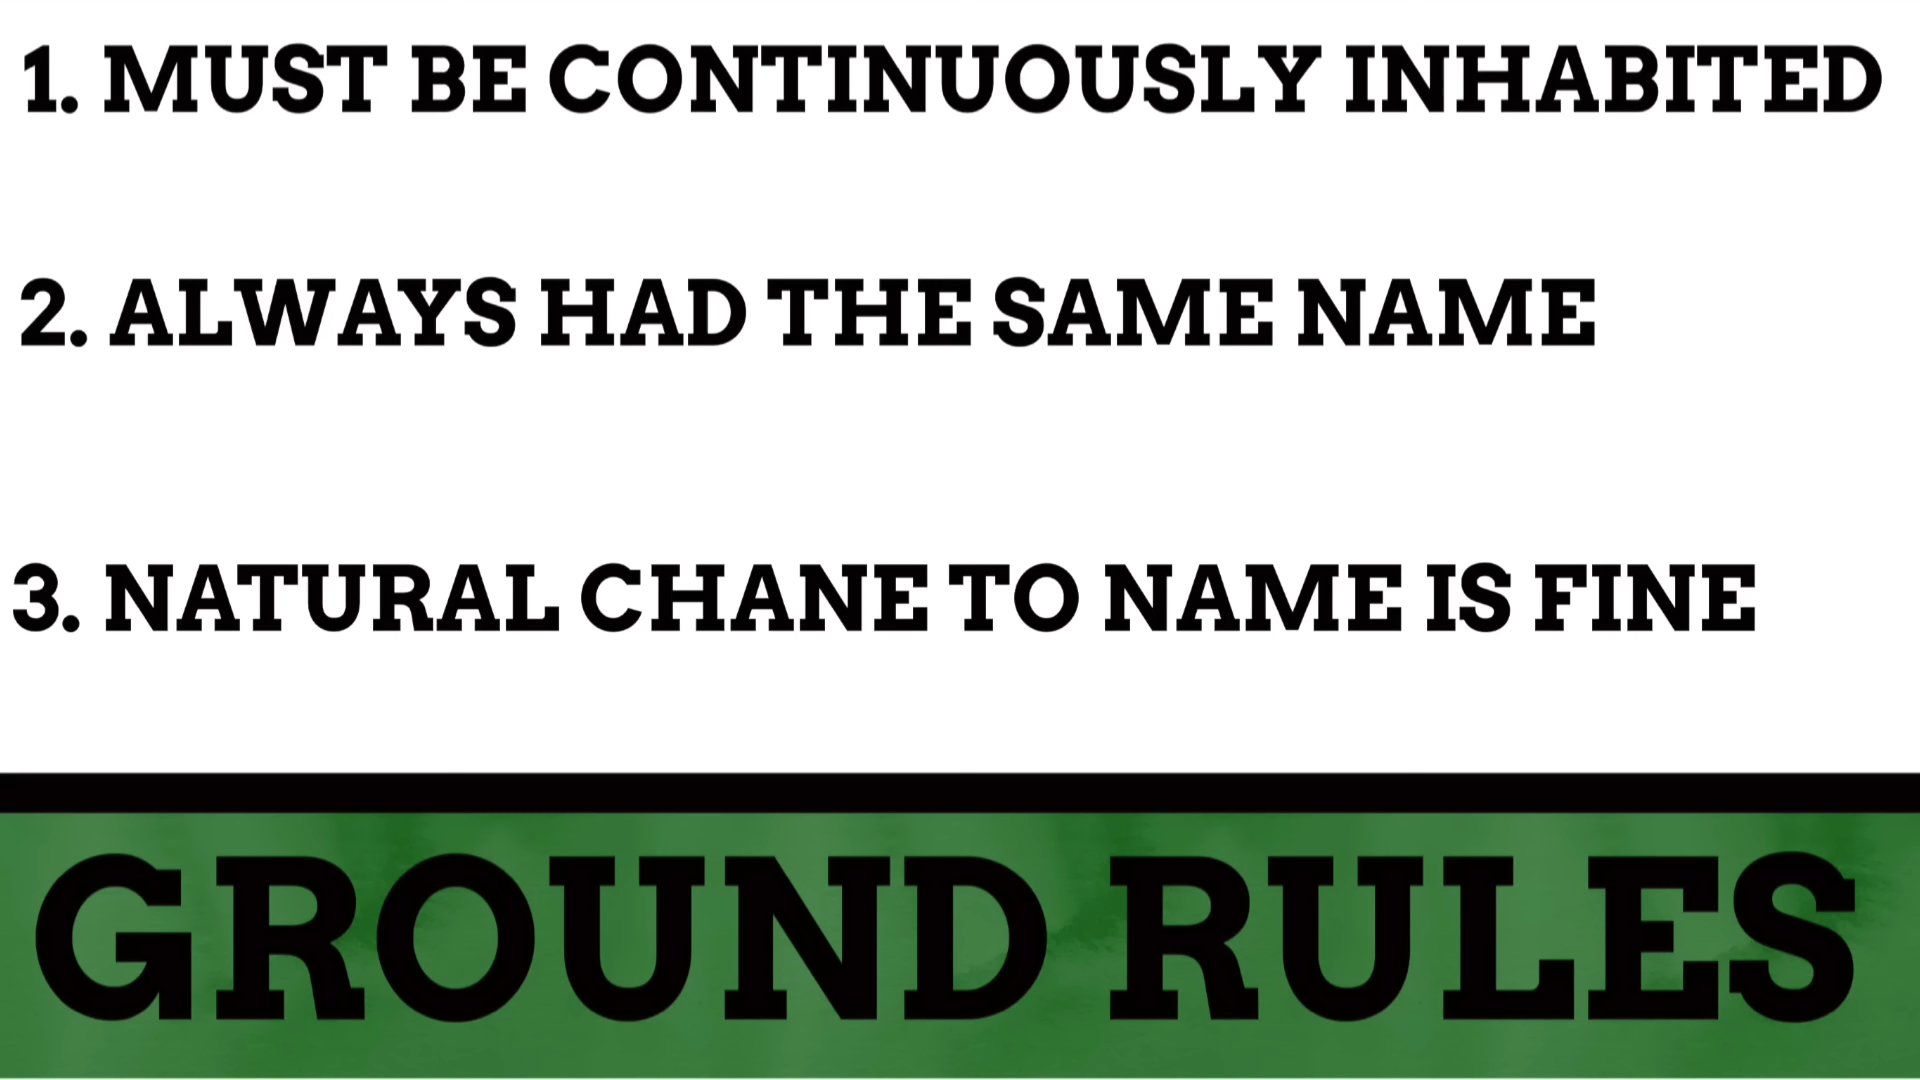 1. MUST BE CONTINUOUSLY INHABITED
2. ALWAYS HAD THE SAME NAME
3. NATURAL CHANE TO NAME IS FINE
GROUND RULES